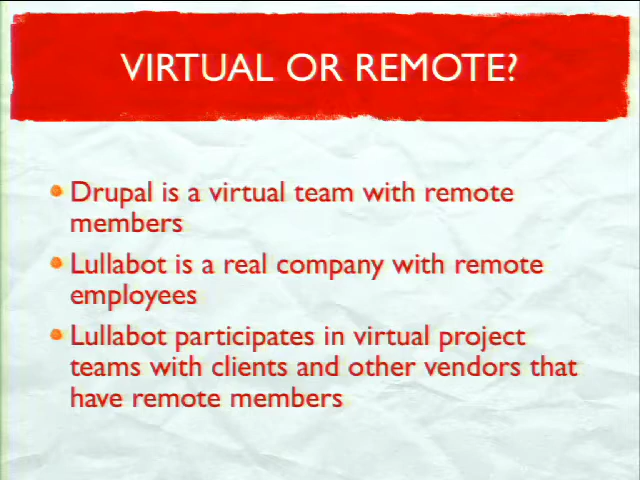 VIRTUAL OR REMOTE?
Drupal is a virtual team with remote
members
Lullabot is a real company with remote
employees
Lullabot participates in virtual project
teams with clients and other vendors that
have remote members